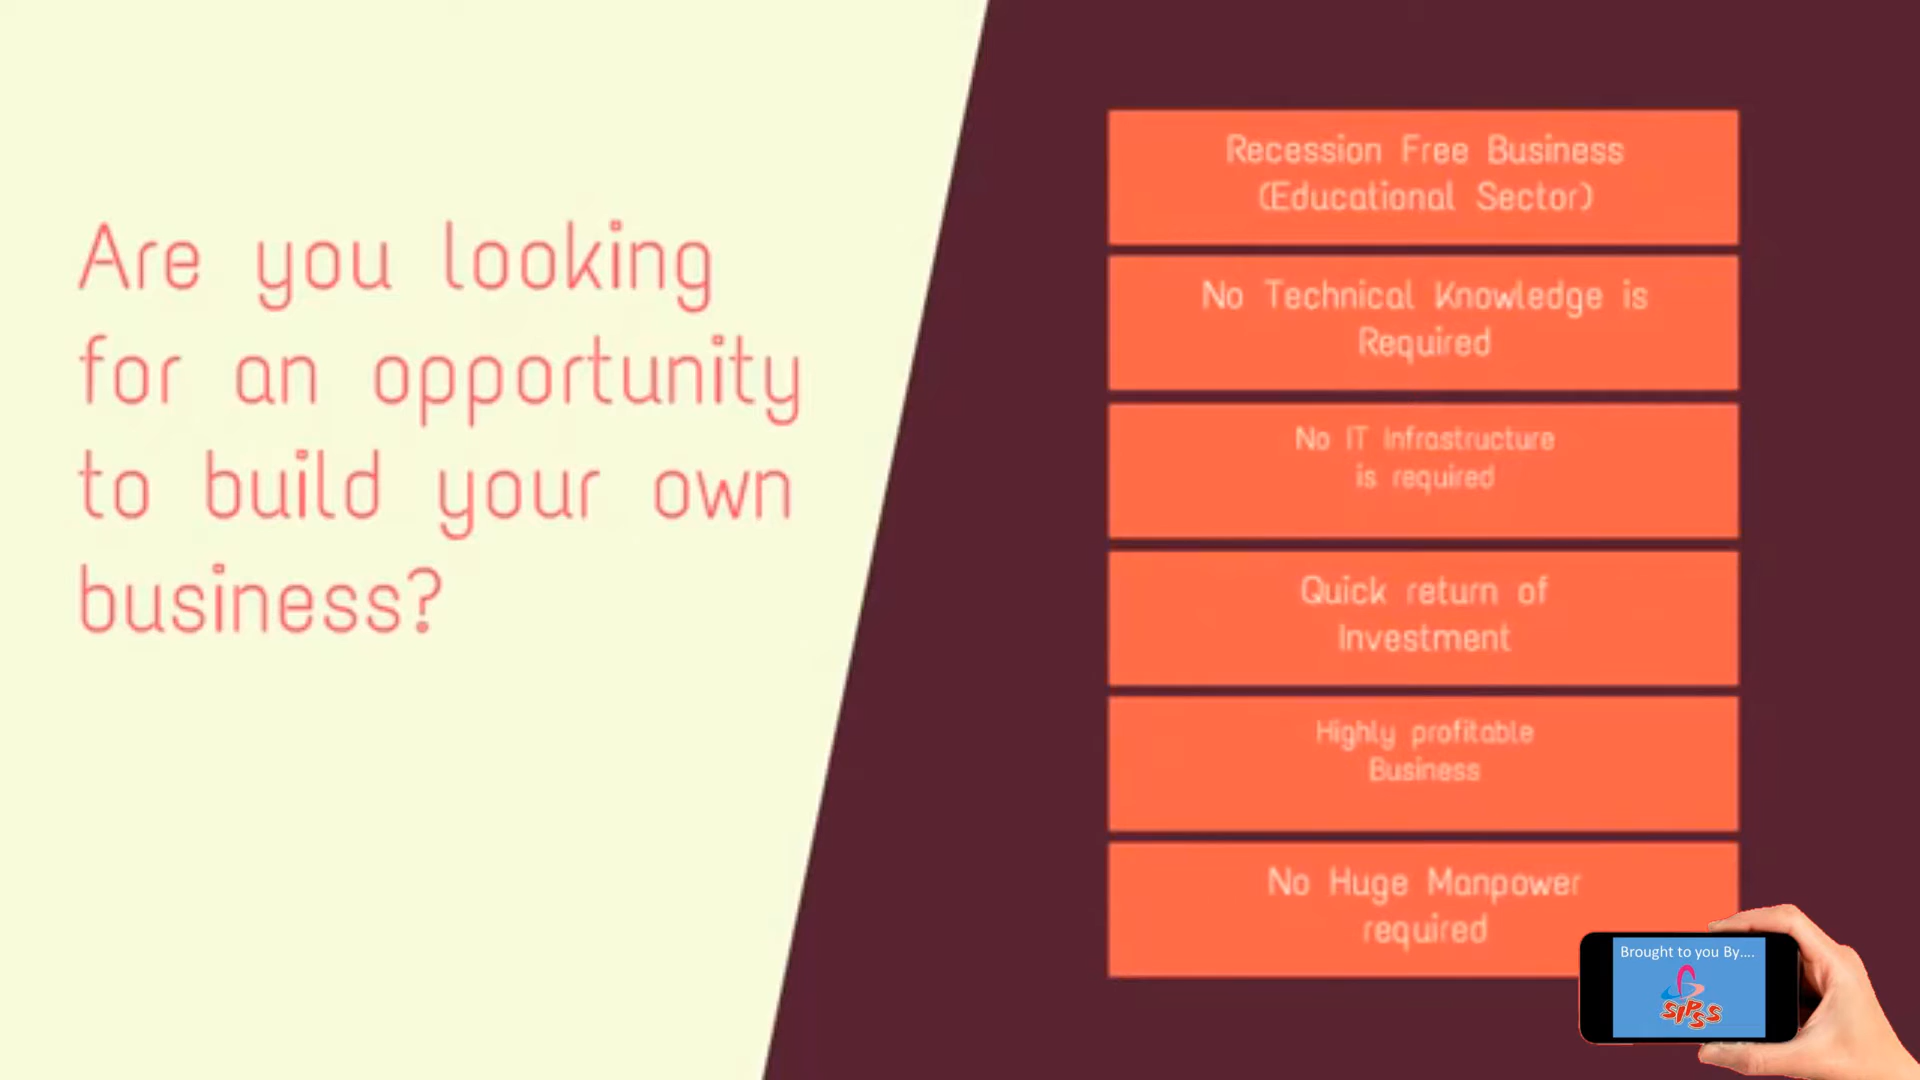 Are you looking
for an opportunity
to build your own
business?
Recession Free Business
(Educational Sector)
No Technical Knowledge is
Required
No IT Infrastructure
is required
Quick return of
Investment
Highly profitable
Business
No Huge Manpower
required
Brought to you By....
SIPSS